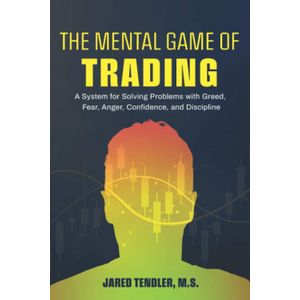 THE MENTAL GAME OF
TRADING
A System for Solving Problems with Greed,
Fear, Anger, Confidence, and Discipline
JARED TENDLER, M.S.